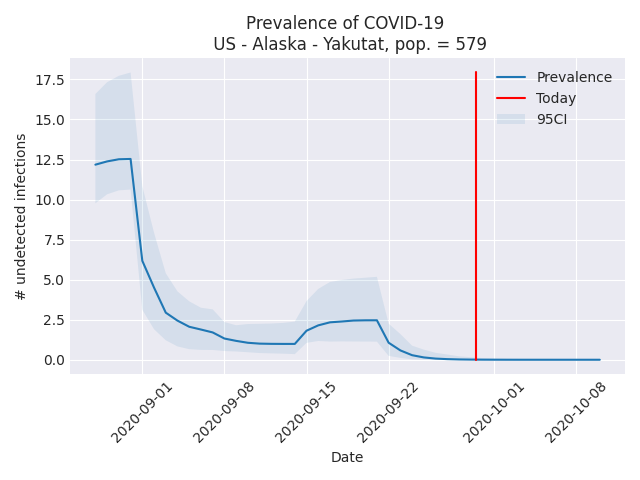 Prevalence of COVID-19
US - Alaska - Yakutat, pop. = 579
17.5
15.0
12.5
10.0
7.5
5.0
2.5
0.0
# undetected infections
Prevalence
Today
95CI
2020-09-01
2020-09-08
2020-09-15
2020-09-22
2020-10-01
2020-10-08
Date